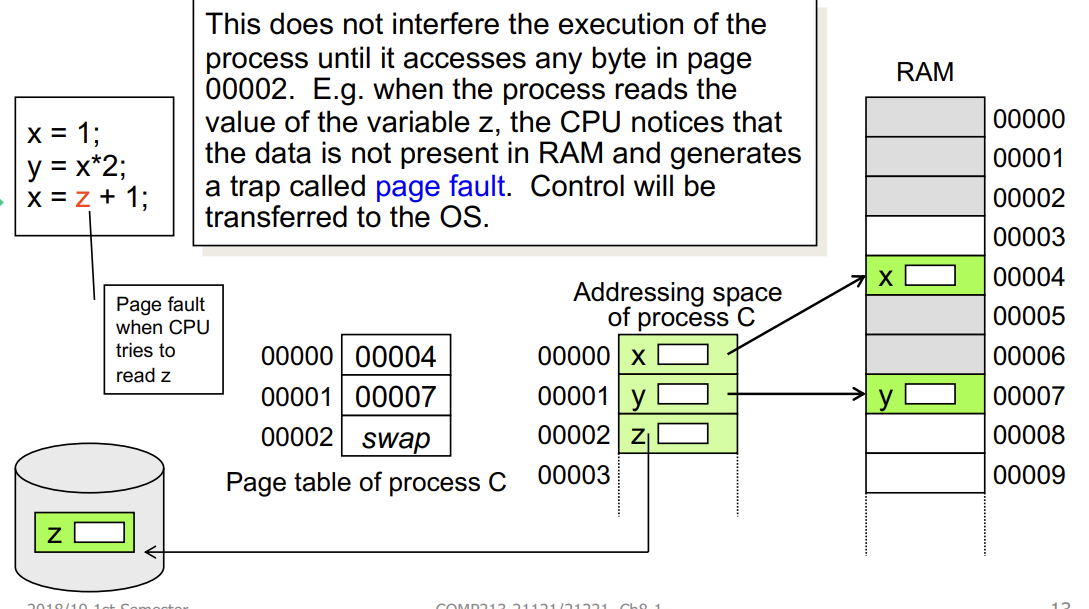 This does not interfere the execution of the
process until it accesses any byte in page
00002. E.g. when the process reads the
value of the variable z, the CPU notices that
the data is not present in RAM and generates
a trap called page fault. Control will be
transferred to the OS.
x = 1;
y = x*2;
x = z + 1;
Page fault
when CPU
tries to
read z
00000 00004
00001 00007
00002 swap
Page table of process C
Addressing space
of process C
00000 x
00001 y
00002 z
00003
RAM
00000
00001
00002
00003
x 00004
00005
00006
y 00007
00008
00009
z
2018/19 1st Semester
COMP213-21121/21221, Ch8-1
13